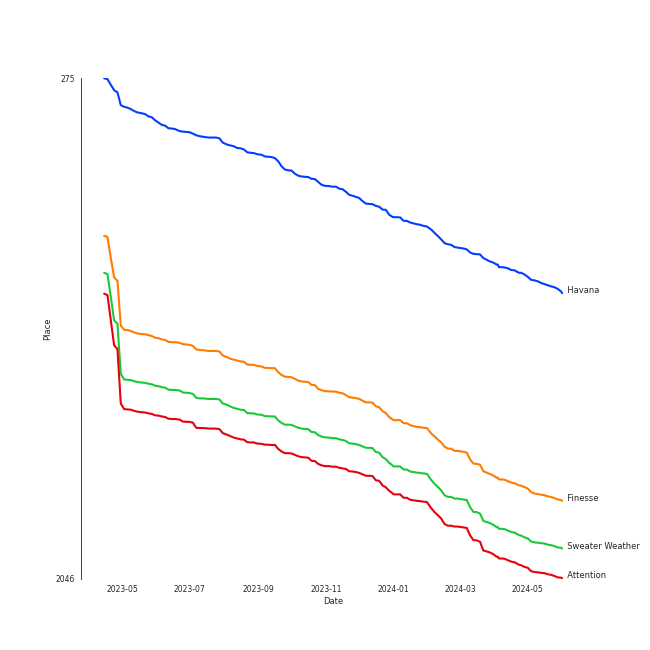 275
Havana
Place
Finesse
Sweater Weather
Attention
2046
2023-05 2023-07 2023-09 2023-11 2024-01 2024-03 2024-05
Date